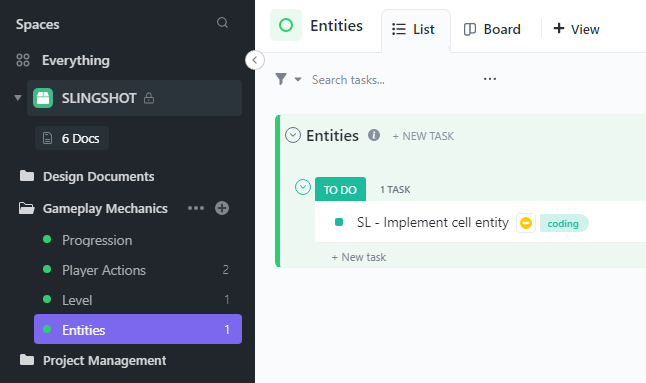 Spaces
Everything
SLINGSHOT
6 Docs
Design Documents
Gameplay Mechanics
Progression
Player Actions 2
Level 1
Entities 1
Project Management
Entities List Board + View
Search tasks...
Entities + NEW TASK
TO DO 1 TASK
SL - Implement cell entity coding
+ New task